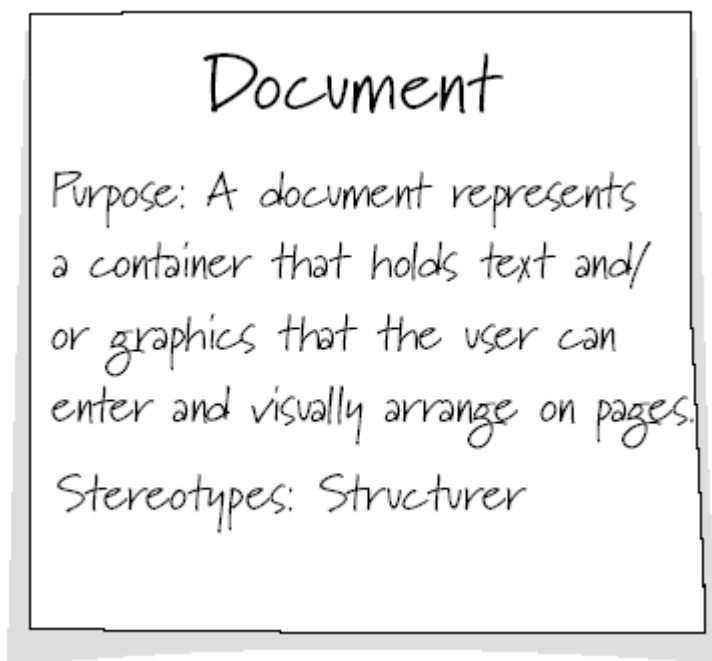 Document
Purpose: A document represents
a container that holds text and/
or graphics that the user can
enter and visually arrange on pages.
Stereotypes: Structurer